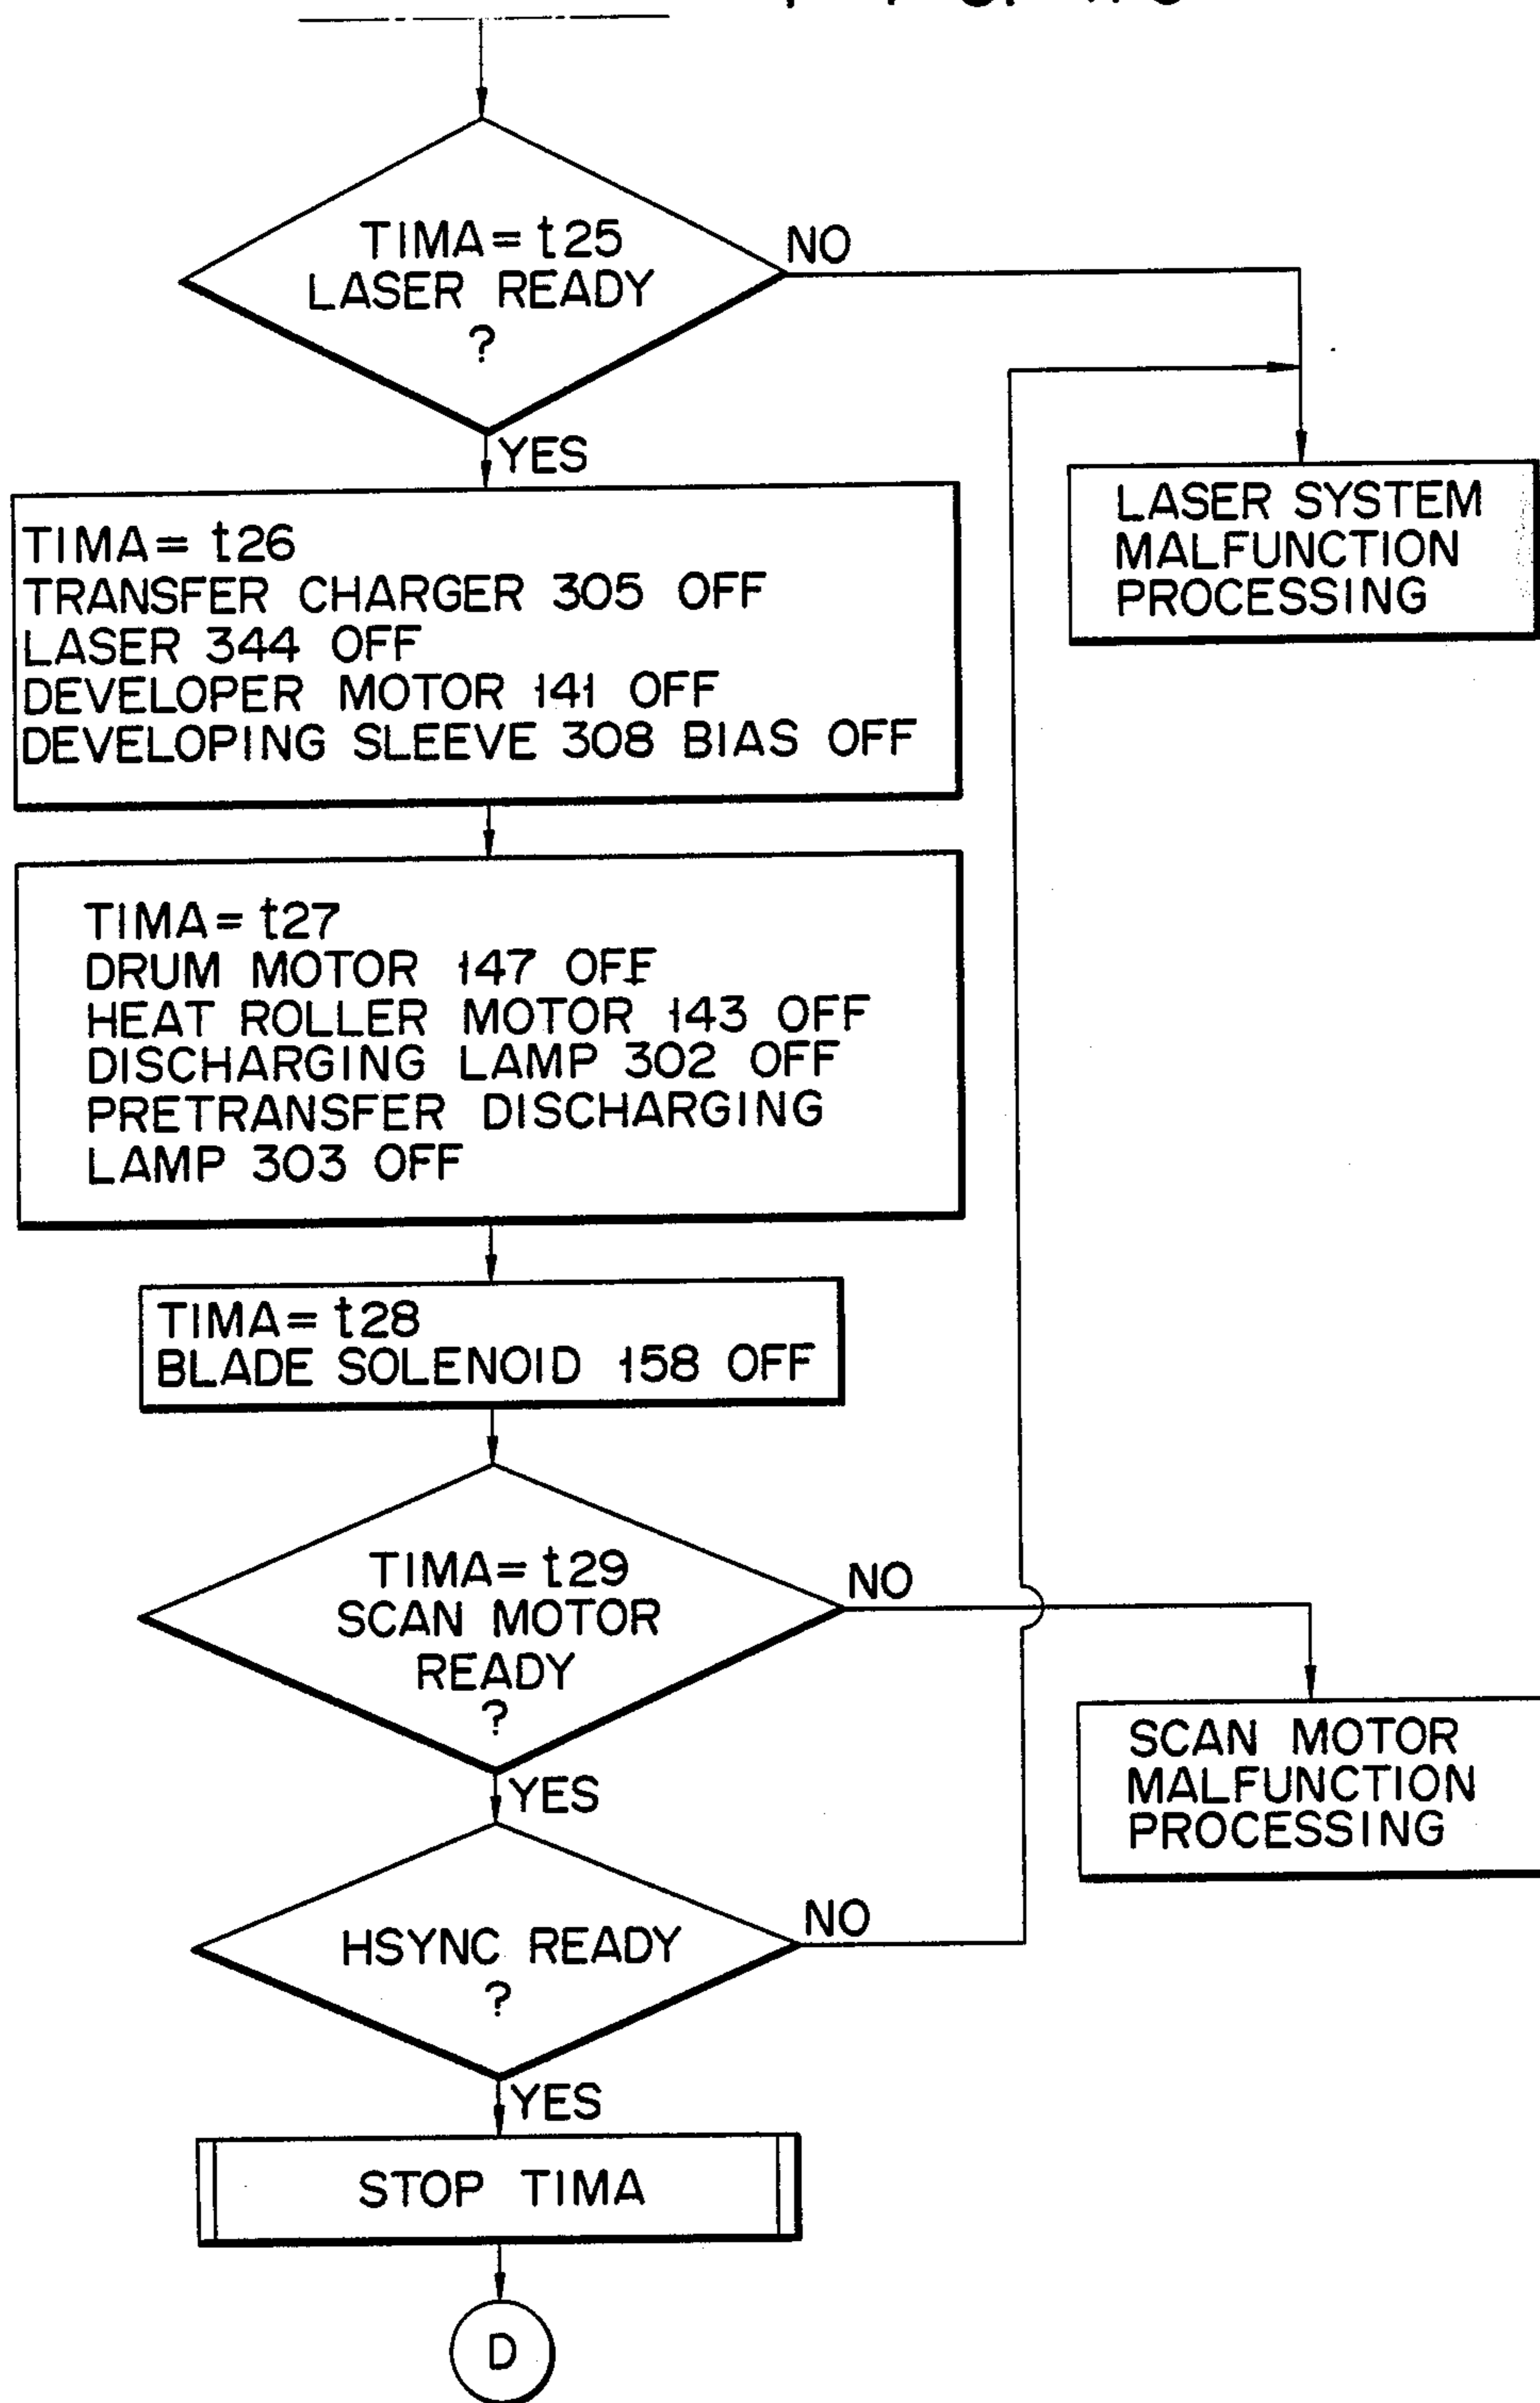 TIMA= t25
LASER READY
?
NO
YES
LASER SYSTEM
MALFUNCTION
PROCESSING
TIMA= t26
TRANSFER CHARGER 305 OFF
LASER 344 OFF
DEVELOPER MOTOR 141 OFF
DEVELOPING SLEEVE 308 BIAS OFF
TIMA= t27
DRUM MOTOR 147 OFF
HEAT ROLLER MOTOR 143 OFF
DISCHARGING LAMP 302 OFF
PRETRANSFER DISCHARGING
LAMP 303 OFF
TIMA= t28
BLADE SOLENOID 158 OFF
TIMA= t29
SCAN MOTOR
READY
?
NO
YES
SCAN MOTOR
MALFUNCTION
PROCESSING
HSYNC READY
?
NO
YES
STOP TIMA
D